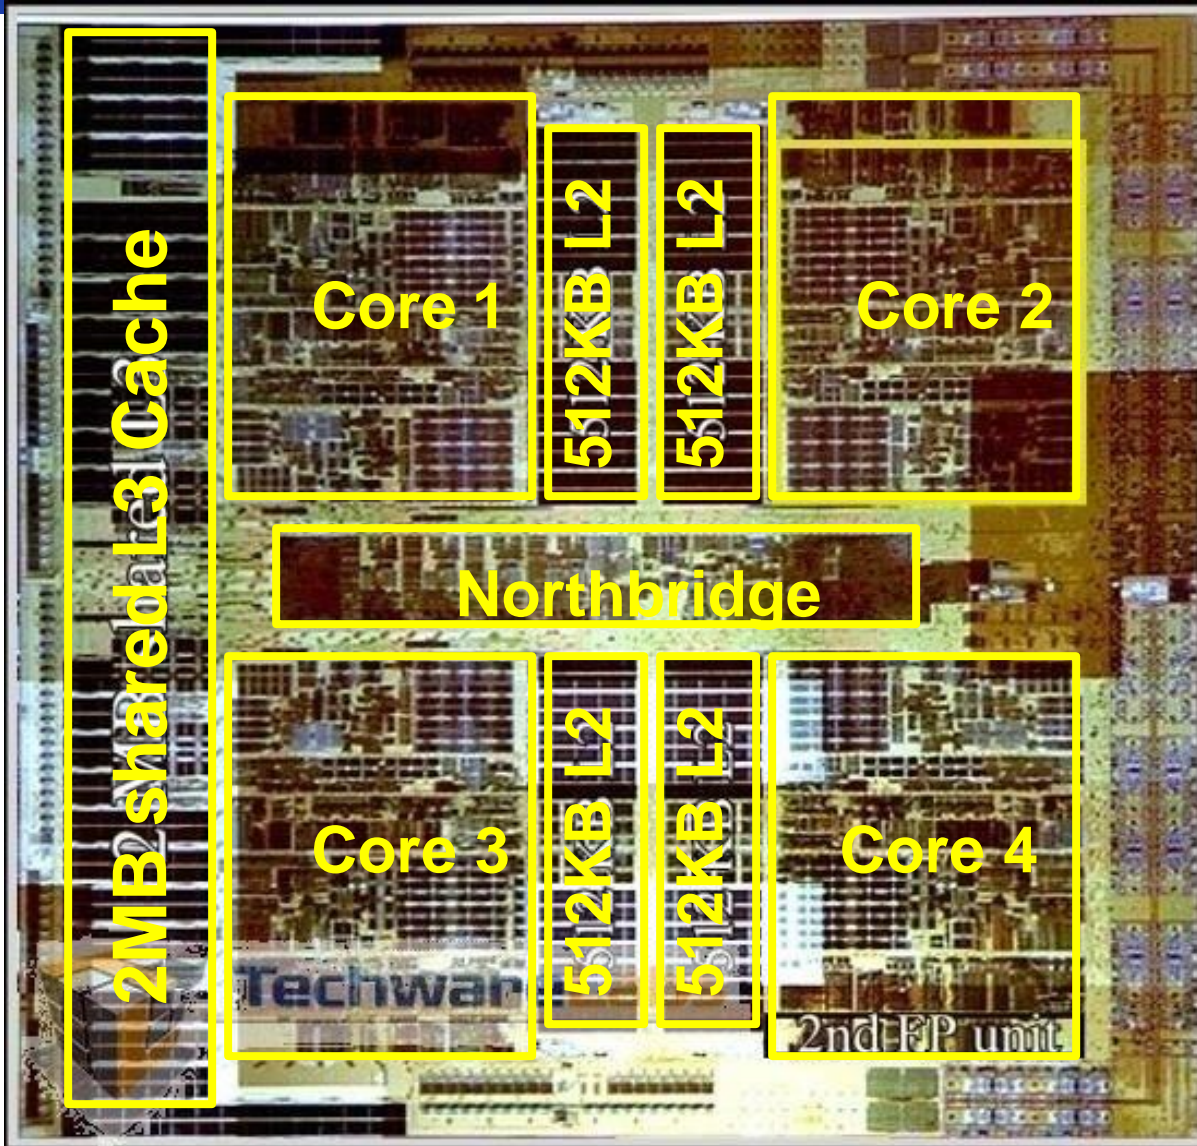 2MB shared L3 Cache
Core 1
512KB L2
512KB L2
Core 2
Northbridge
Core 3
512KB L2
512KB L2
Core 4
Techware
2nd FP unit